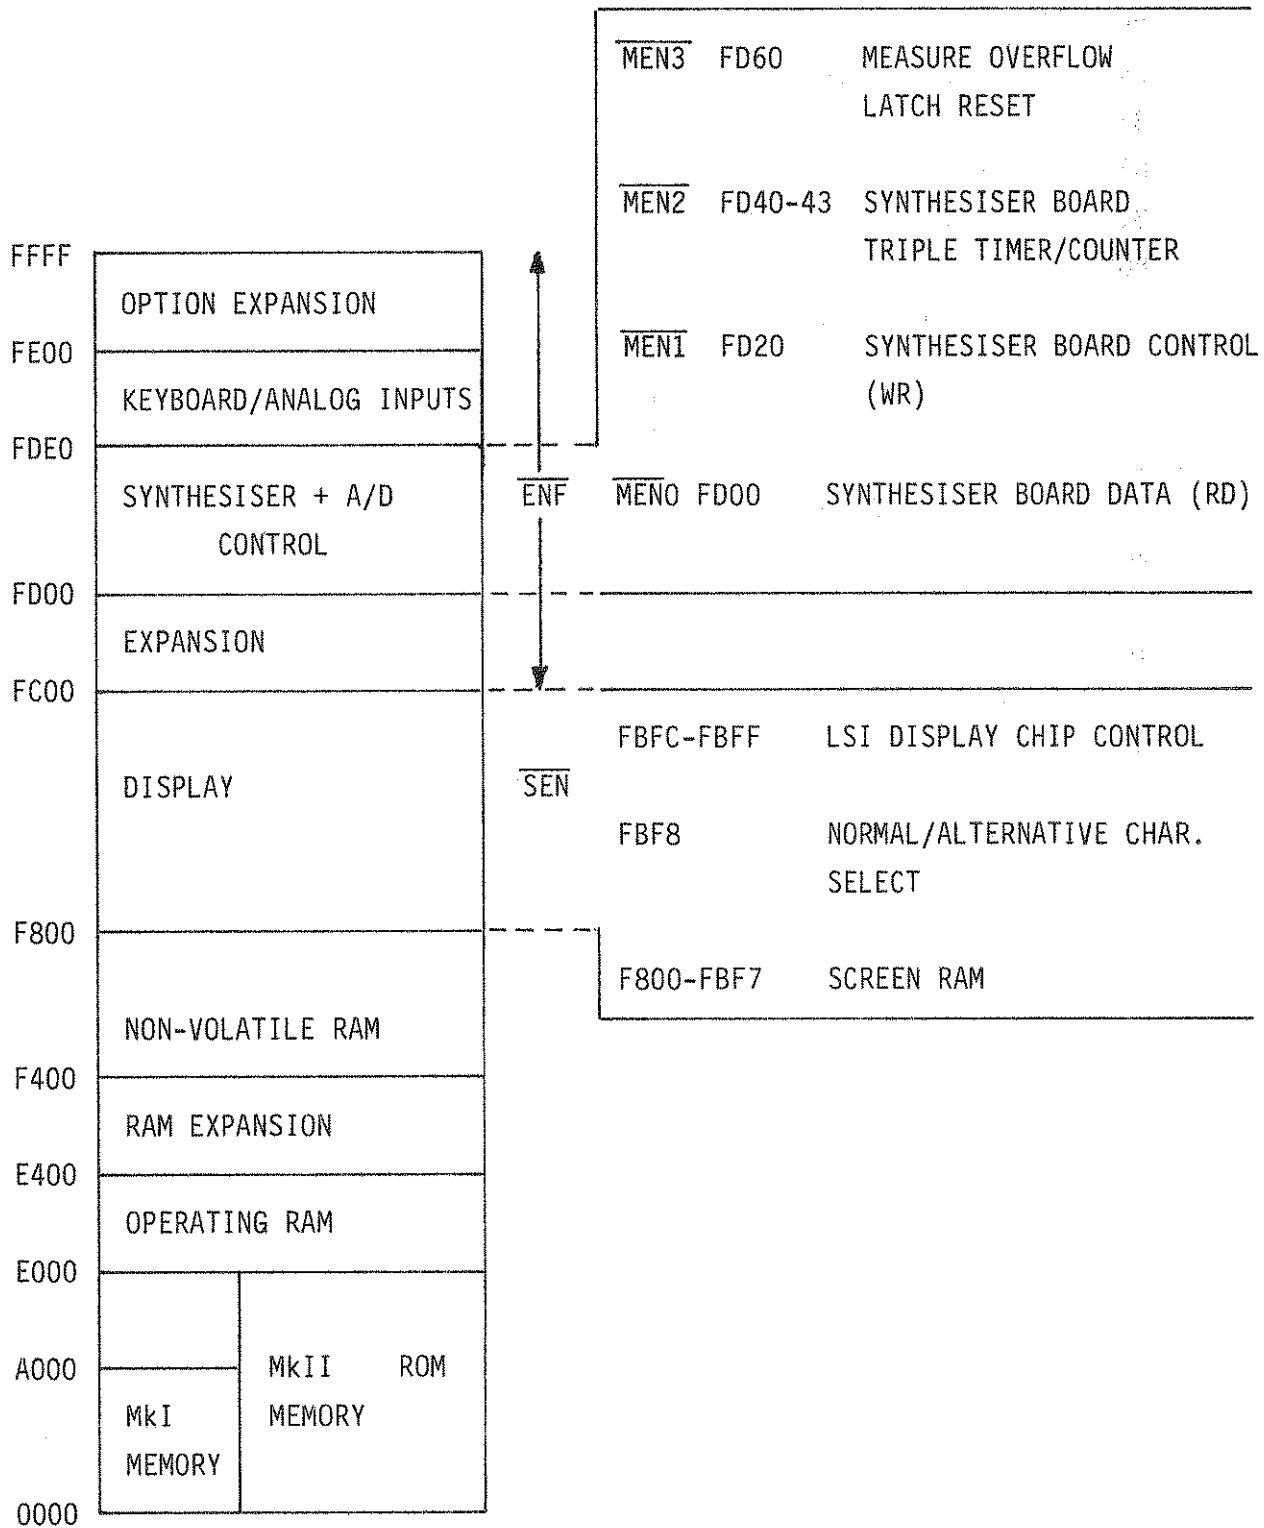 MEN3 FD60 MEASURE OVERFLOW
LATCH RESET
MEN2 FD40-43 SYNTHESISER BOARD
TRIPLE TIMER/COUNTER
MEN1 FD20 SYNTHESISER BOARD CONTROL
(WR)
MEN0 FD00 SYNTHESISER BOARD DATA (RD)
FFFF
OPTION EXPANSION
FE00
KEYBOARD/ANALOG INPUTS
FDE0
SYNTHESISER + A/D
CONTROL
ENF
FD00
EXPANSION
FC00
DISPLAY
SEN
FBFC-FBFF LSI DISPLAY CHIP CONTROL
FBF8 NORMAL/ALTERNATIVE CHAR.
SELECT
F800-FBF7 SCREEN RAM
F800
NON-VOLATILE RAM
F400
RAM EXPANSION
E400
OPERATING RAM
E000
A000
MkI
MEMORY
MkII ROM
MEMORY
0000